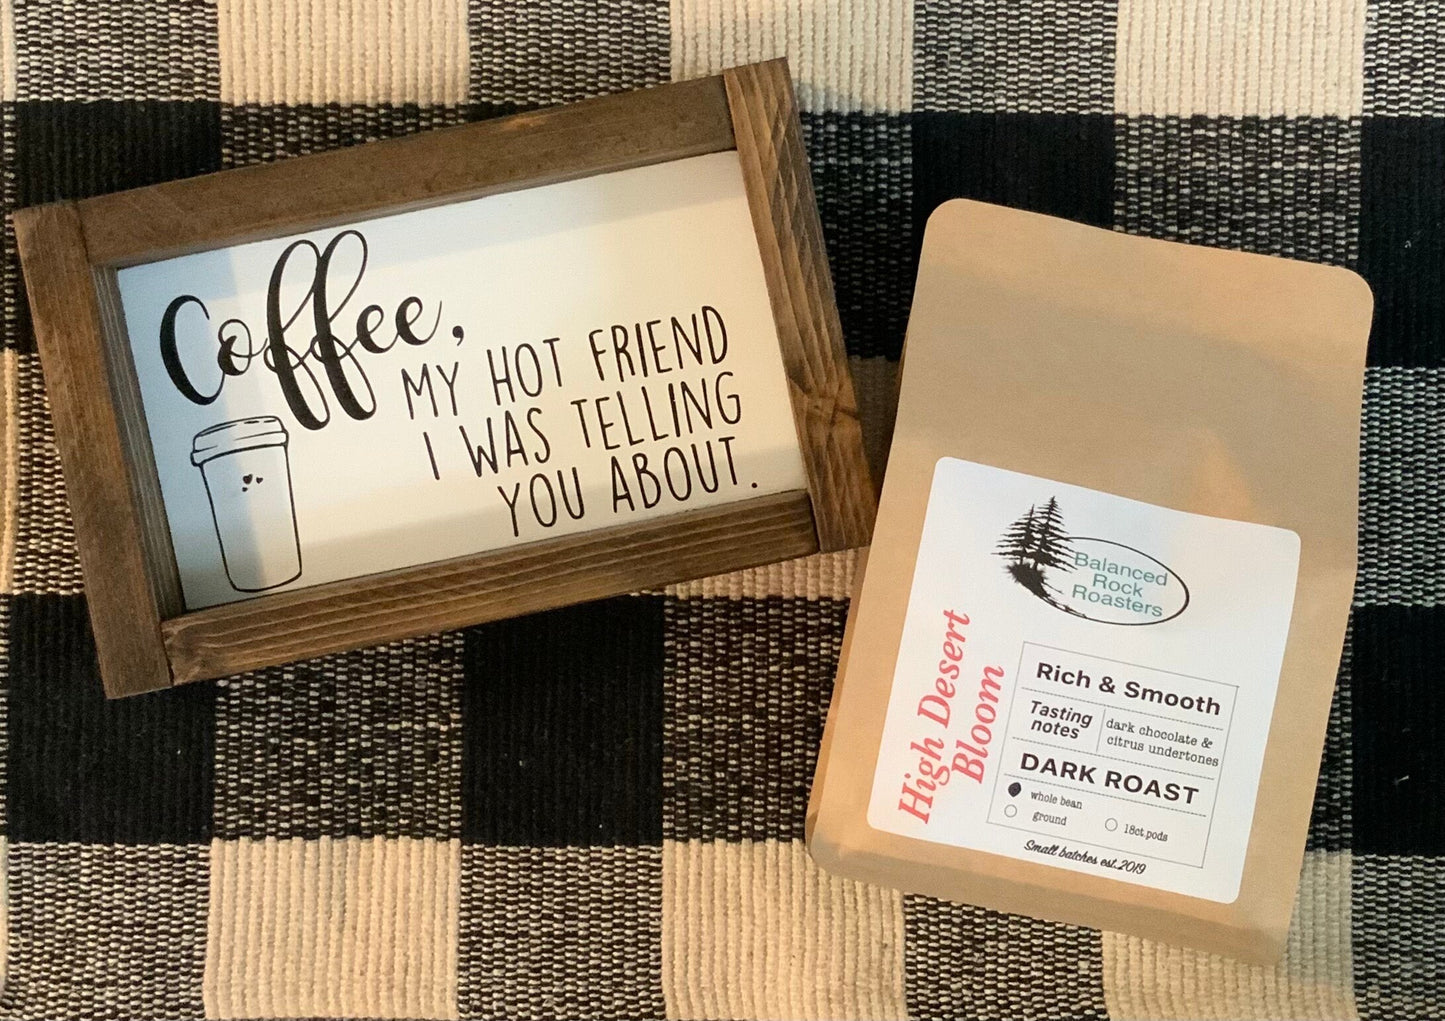 Coffee,
MY HOT FRIEND
I WAS TELLING
YOU ABOUT.
Balanced
Rock
Roasters
High Desert
Bloom
Rich & Smooth
Tasting
notes
dark chocolate &
citrus undertones
DARK ROAST
whole bean
ground
18ct.pods
Small batches est.2019